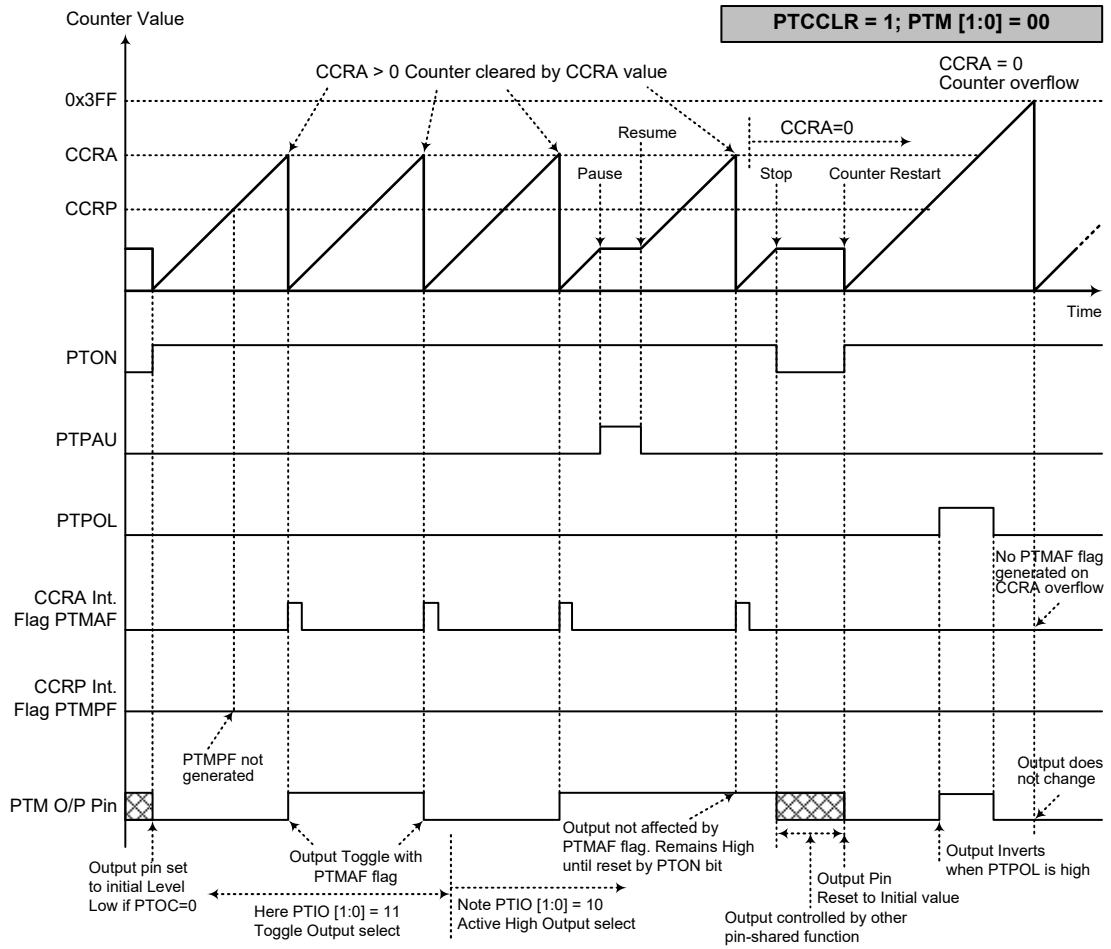 Counter Value
PTCCLR = 1; PTM [1:0] = 00
CCRA > 0 Counter cleared by CCRA value
CCRA = 0
Counter overflow
0x3FF
CCRA=0
Resume
CCRA
Pause
Stop
Counter Restart
CCRP
Time
PTON
PTPAU
PTPOL
No PTMAF flag
generated on
CCRA overflow
CCRA Int.
Flag PTMAF
CCRP Int.
Flag PTMPF
PTMPF not
generated
Output does
not change
PTM O/P Pin
Output pin set
to initial Level
Low if PTOC=0
Output Toggle with
PTMAF flag
Here PTIO [1:0] = 11
Toggle Output select
Note PTIO [1:0] = 10
Active High Output select
Output not affected by
PTMAF flag. Remains High
until reset by PTON bit
Output Pin
Reset to Initial value
Output controlled by other
pin-shared function
Output Inverts
when PTPOL is high